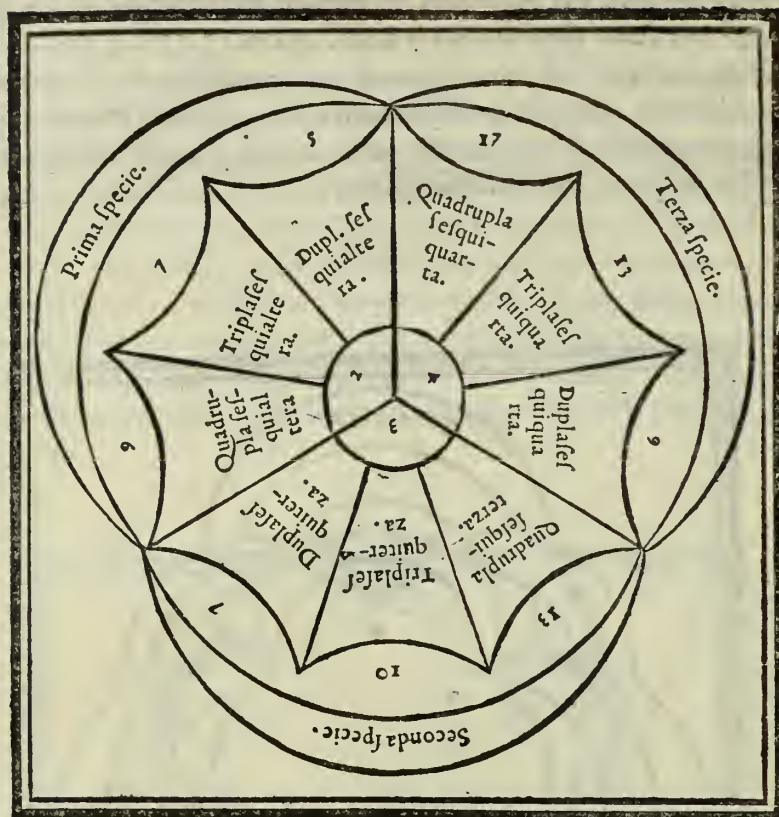 Prima ſpecie.
5
Dupl. ſeſ
quialte
ra .
7
Triplaſeſ
quialte
ra.
9
Quadru-
pla ſeſ-
quial
tera
2
Seconda ſpecie.
7
Duplaſeſ
quiter-
za .
10
Triplaſeſ
quiter-
za .
13
Quadrupla
ſeſqui-
terza.
3
Terza ſpecie.
9
Duplaſeſ
quiqua
rta.
13
Triplaſeſ
quiqua
rta.
17
Quadrupla
ſeſqui-
quar-
ta.
4